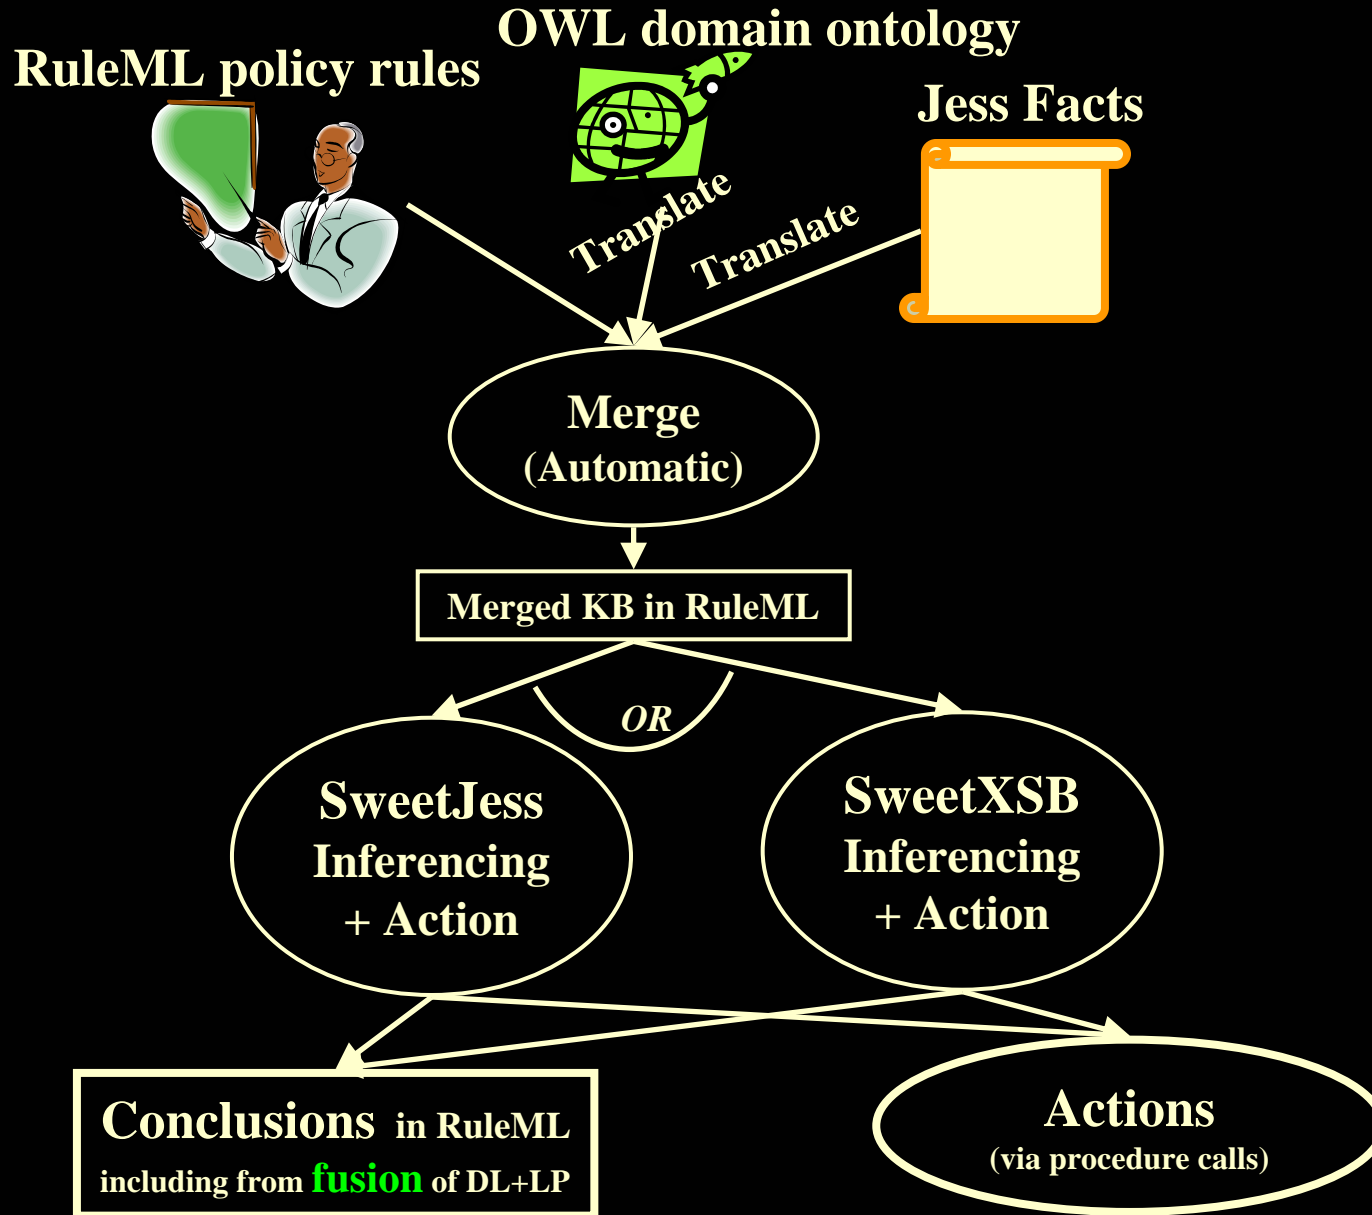 OWL domain ontology
RuleML policy rules
Jess Facts
Translate
Translate
Merge
(Automatic)
Merged KB in RuleML
OR
SweetJess
Inferencing
+ Action
SweetXSB
Inferencing
+ Action
Conclusions in RuleML
including from fusion of DL+LP
Actions
(via procedure calls)